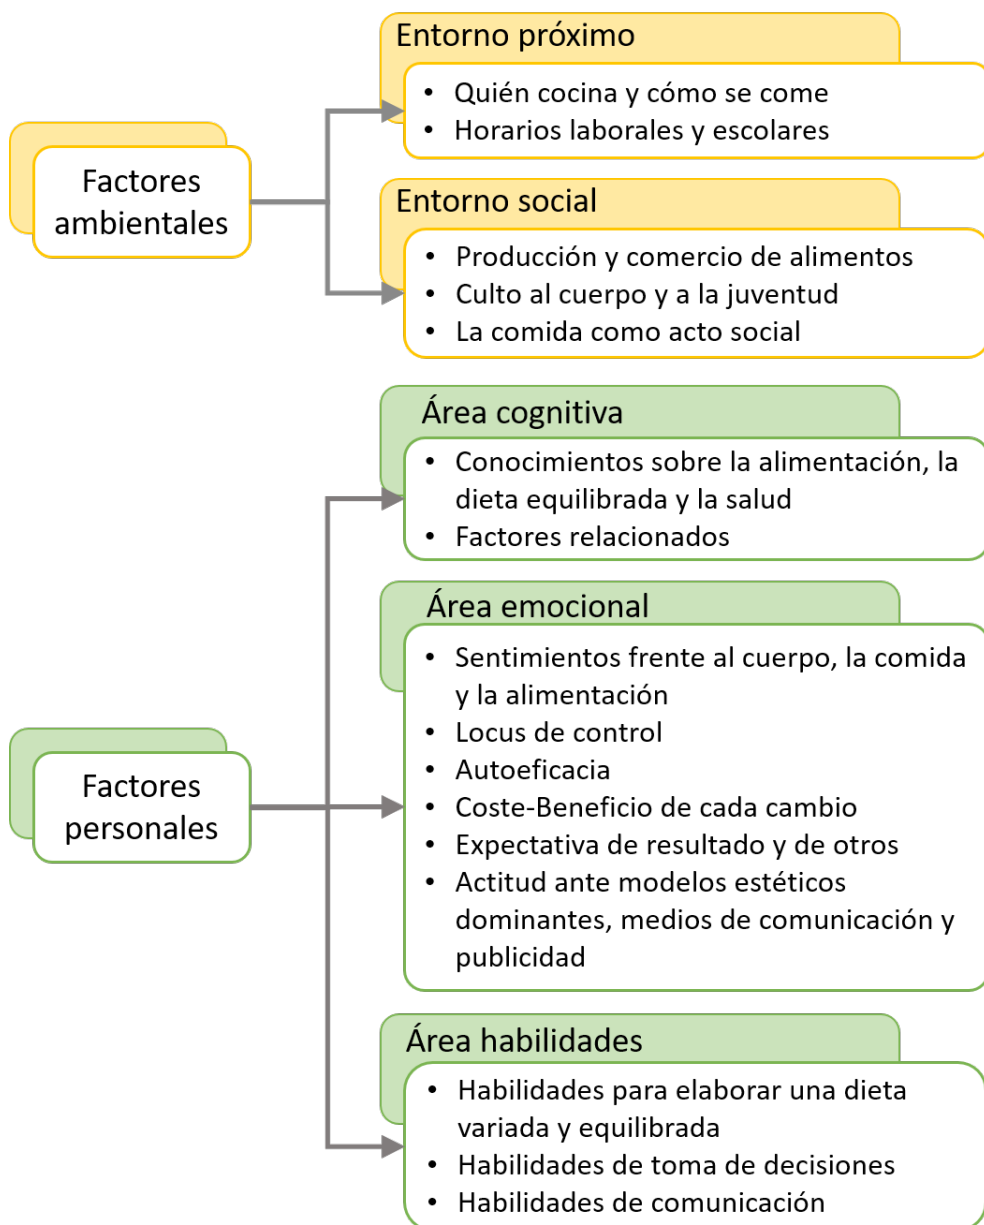 Entorno próximo
• Quién cocina y cómo se come
• Horarios laborales y escolares
Factores
ambientales
Entorno social
• Producción y comercio de alimentos
• Culto al cuerpo y a la juventud
• La comida como acto social
Área cognitiva
• Conocimientos sobre la alimentación, la
dieta equilibrada y la salud
• Factores relacionados
Área emocional
• Sentimientos frente al cuerpo, la comida
y la alimentación
• Locus de control
• Autoeficacia
• Coste-Beneficio de cada cambio
• Expectativa de resultado y de otros
• Actitud ante modelos estéticos
dominantes, medios de comunicación y
publicidad
Factores
personales
Área habilidades
• Habilidades para elaborar una dieta
variada y equilibrada
• Habilidades de toma de decisiones
• Habilidades de comunicación